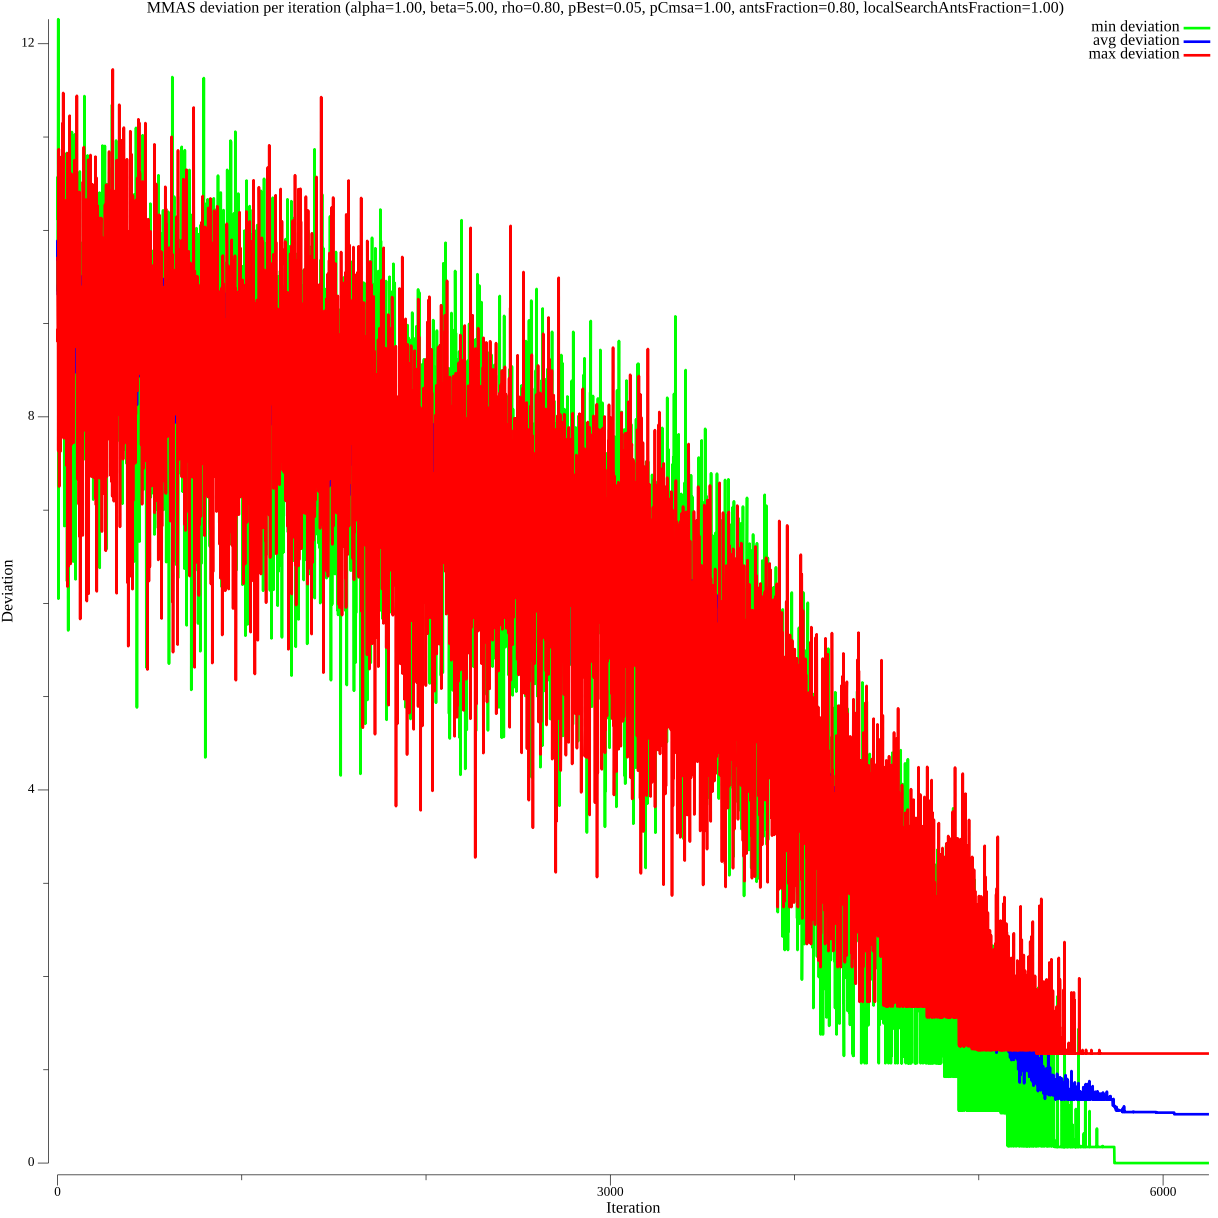 MMAS deviation per iteration (alpha=1.00, beta=5.00, rho=0.80, pBest=0.05, pCmsa=1.00, antsFraction=0.80, localSearchAntsFraction=1.00)
min deviation
avg deviation
max deviation
12
8
4
0
Deviation
0
3000
6000
Iteration